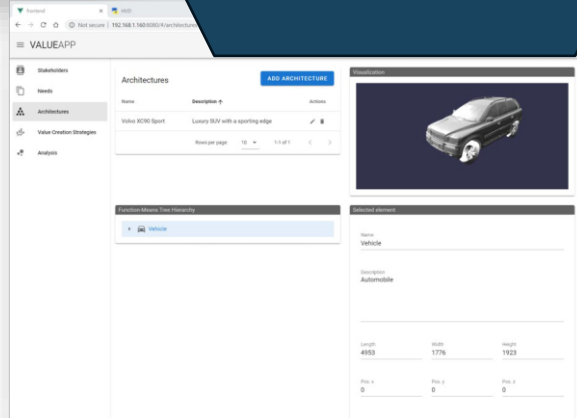 frontend
Not secure | 192.168.1.160:8080/#/architectures
VALUEAPP
Stakeholders
Needs
Architectures
Value Creation Strategies
Analysis
Architectures
ADD ARCHITECTURE
Name Description ↑ Actions
Volvo XC90 Sport Luxury SUV with a sporting edge
Rows per page: 10 1-1 of 1
Function-Means Tree Hierarchy
Vehicle
Visualization
Selected element
Name
Vehicle
Description
Automobile
Length Width Height
4953 1776 1923
Pos. x Pos. y Pos. z
0 0 0